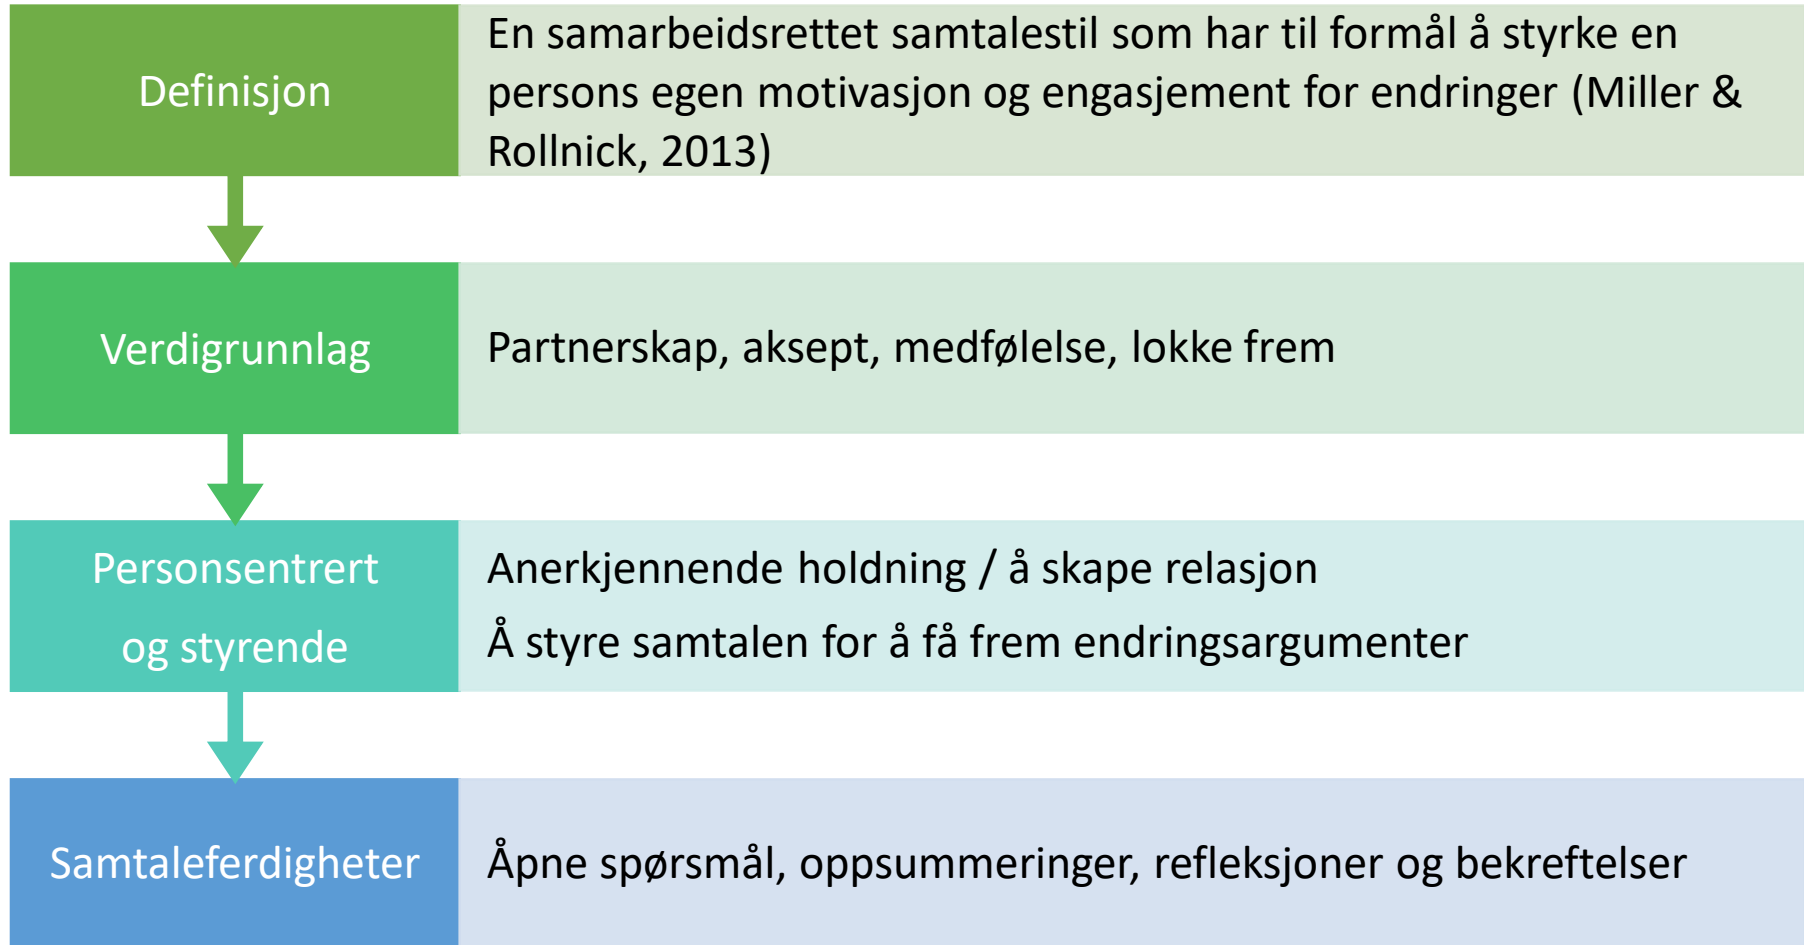 Definisjon
En samarbeidsrettet samtalestil som har til formål å styrke en
persons egen motivasjon og engasjement for endringer (Miller &
Rollnick, 2013)
Verdigrunnlag
Partnerskap, aksept, medfølelse, lokke frem
Personsentrert
og styrende
Anerkjennende holdning / å skape relasjon
Å styre samtalen for å få frem endringsargumenter
Samtaleferdigheter
Åpne spørsmål, oppsummeringer, refleksjoner og bekreftelser